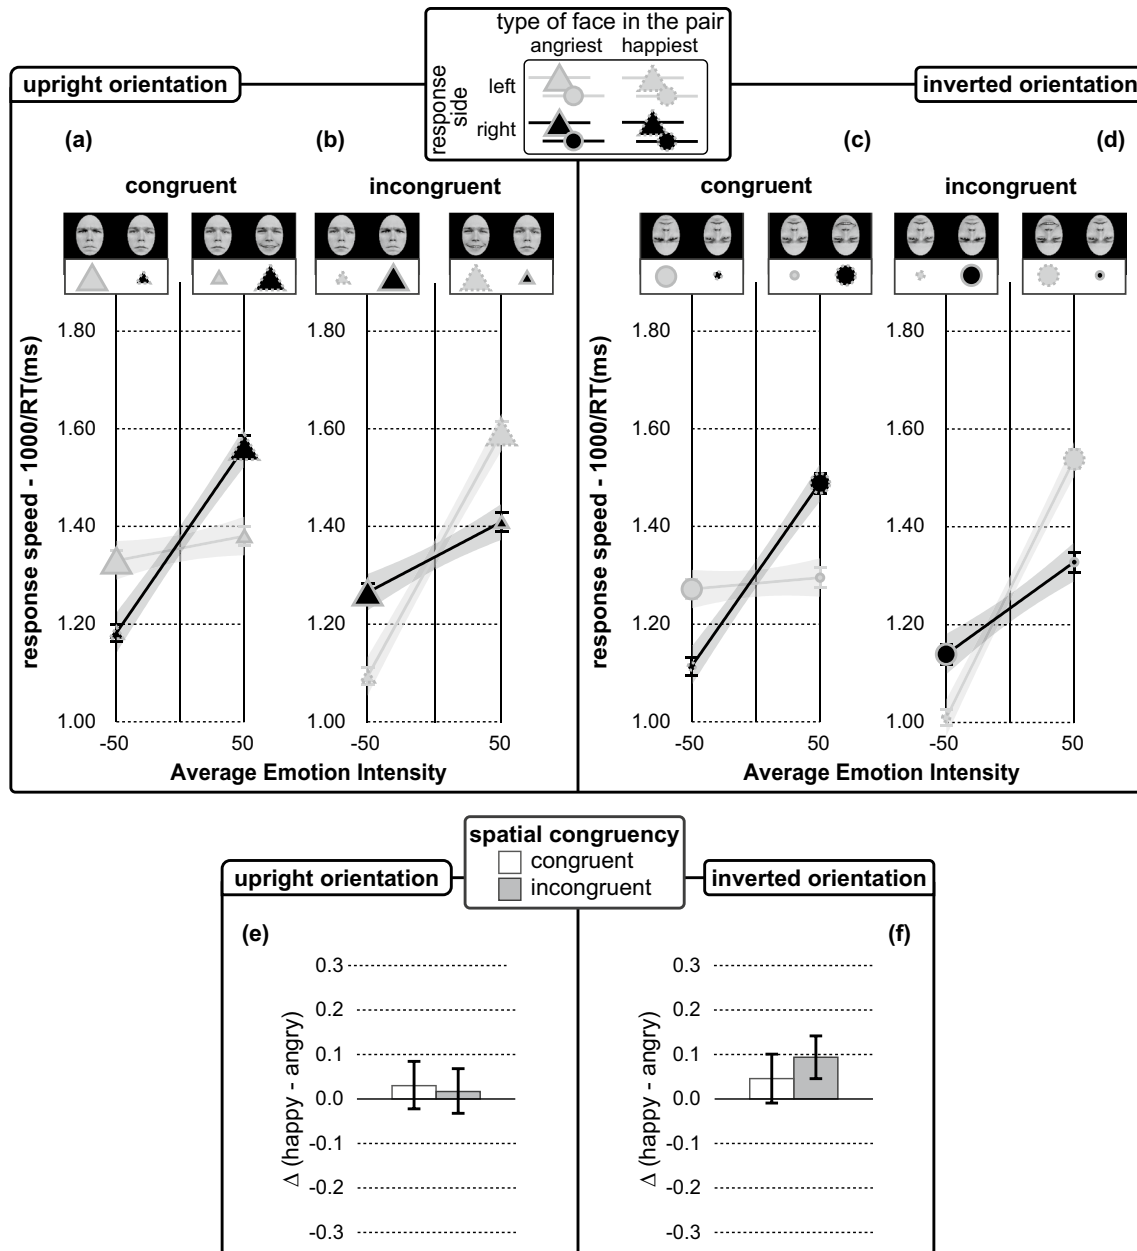 type of face in the pair
angriest happiest
response side
left
right
upright orientation
inverted orientation
(a)
(b)
(c)
(d)
congruent
incongruent
congruent
incongruent
response speed - 1000/RT(ms)
1.80
1.60
1.40
1.20
1.00
-50 50 -50 50
Average Emotion Intensity
response speed - 1000/RT(ms)
1.80
1.60
1.40
1.20
1.00
-50 50 -50 50
Average Emotion Intensity
spatial congruency
congruent
incongruent
upright orientation
inverted orientation
(e)
(f)
Δ (happy - angry)
0.3
0.2
0.1
0.0
-0.1
-0.2
-0.3
Δ (happy - angry)
0.3
0.2
0.1
0.0
-0.1
-0.2
-0.3